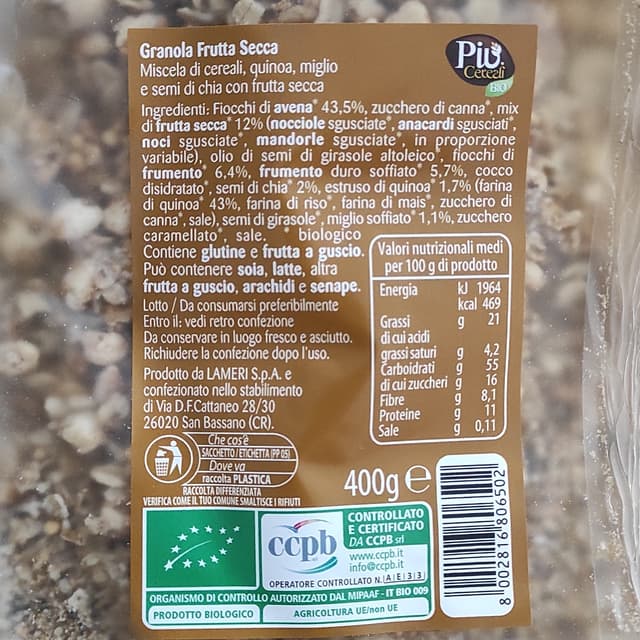 Granola Frutta Secca
Miscela di cereali, quinoa, miglio
e semi di chia con frutta secca
Più
Cereali
BIO
Ingredienti: Fiocchi di avena* 43,5%, zucchero di canna*, mix
di frutta secca* 12% (nocciole sgusciate*, anacardi sgusciati*,
noci sgusciate*, mandorle sgusciate*, in proporzione
variabile), olio di semi di girasole altoleico*, fiocchi di
frumento* 6,4%, frumento duro soffiato* 5,7%, cocco
disidratato*, semi di chia* 2%, estruso di quinoa* 1,7% (farina
di quinoa* 43%, farina di riso*, farina di mais*, zucchero di
canna*, sale), semi di girasole*, miglio soffiato* 1,1%, zucchero
caramellato*, sale. *biologico
Contiene glutine e frutta a guscio.
Può contenere soia, latte, altra
frutta a guscio, arachidi e senape.
Lotto / Da consumarsi preferibilmente
Entro il: vedi retro confezione
Da conservare in luogo fresco e asciutto.
Richiudere la confezione dopo l'uso.
Prodotto da LAMERI S.p.A. e
confezionato nello stabilimento
di Via D.F.Cattaneo 28/30
26020 San Bassano (CR).
Valori nutrizionali medi
per 100 g di prodotto
Energia kJ 1964
kcal 469
Grassi g 21
di cui acidi
grassi saturi g 4,2
Carboidrati g 55
di cui zuccheri g 16
Fibre g 8,1
Proteine g 11
Sale g 0,11
Che cos'è
SACCHETTO/ETICHETTA (PP 05)
Dove va
raccolta PLASTICA
RACCOLTA DIFFERENZIATA
VERIFICA COME IL TUO COMUNE SMALTISCE I RIFIUTI
400g e
ccpb
CONTROLLATO
E CERTIFICATO
DA CCPB srl
www.ccpb.it
info@ccpb.it
OPERATORE CONTROLLATO N. AE33
ORGANISMO DI CONTROLLO AUTORIZZATO DAL MIPAAF - IT BIO 009
PRODOTTO BIOLOGICO
AGRICOLTURA UE/non UE
8 002816 806502